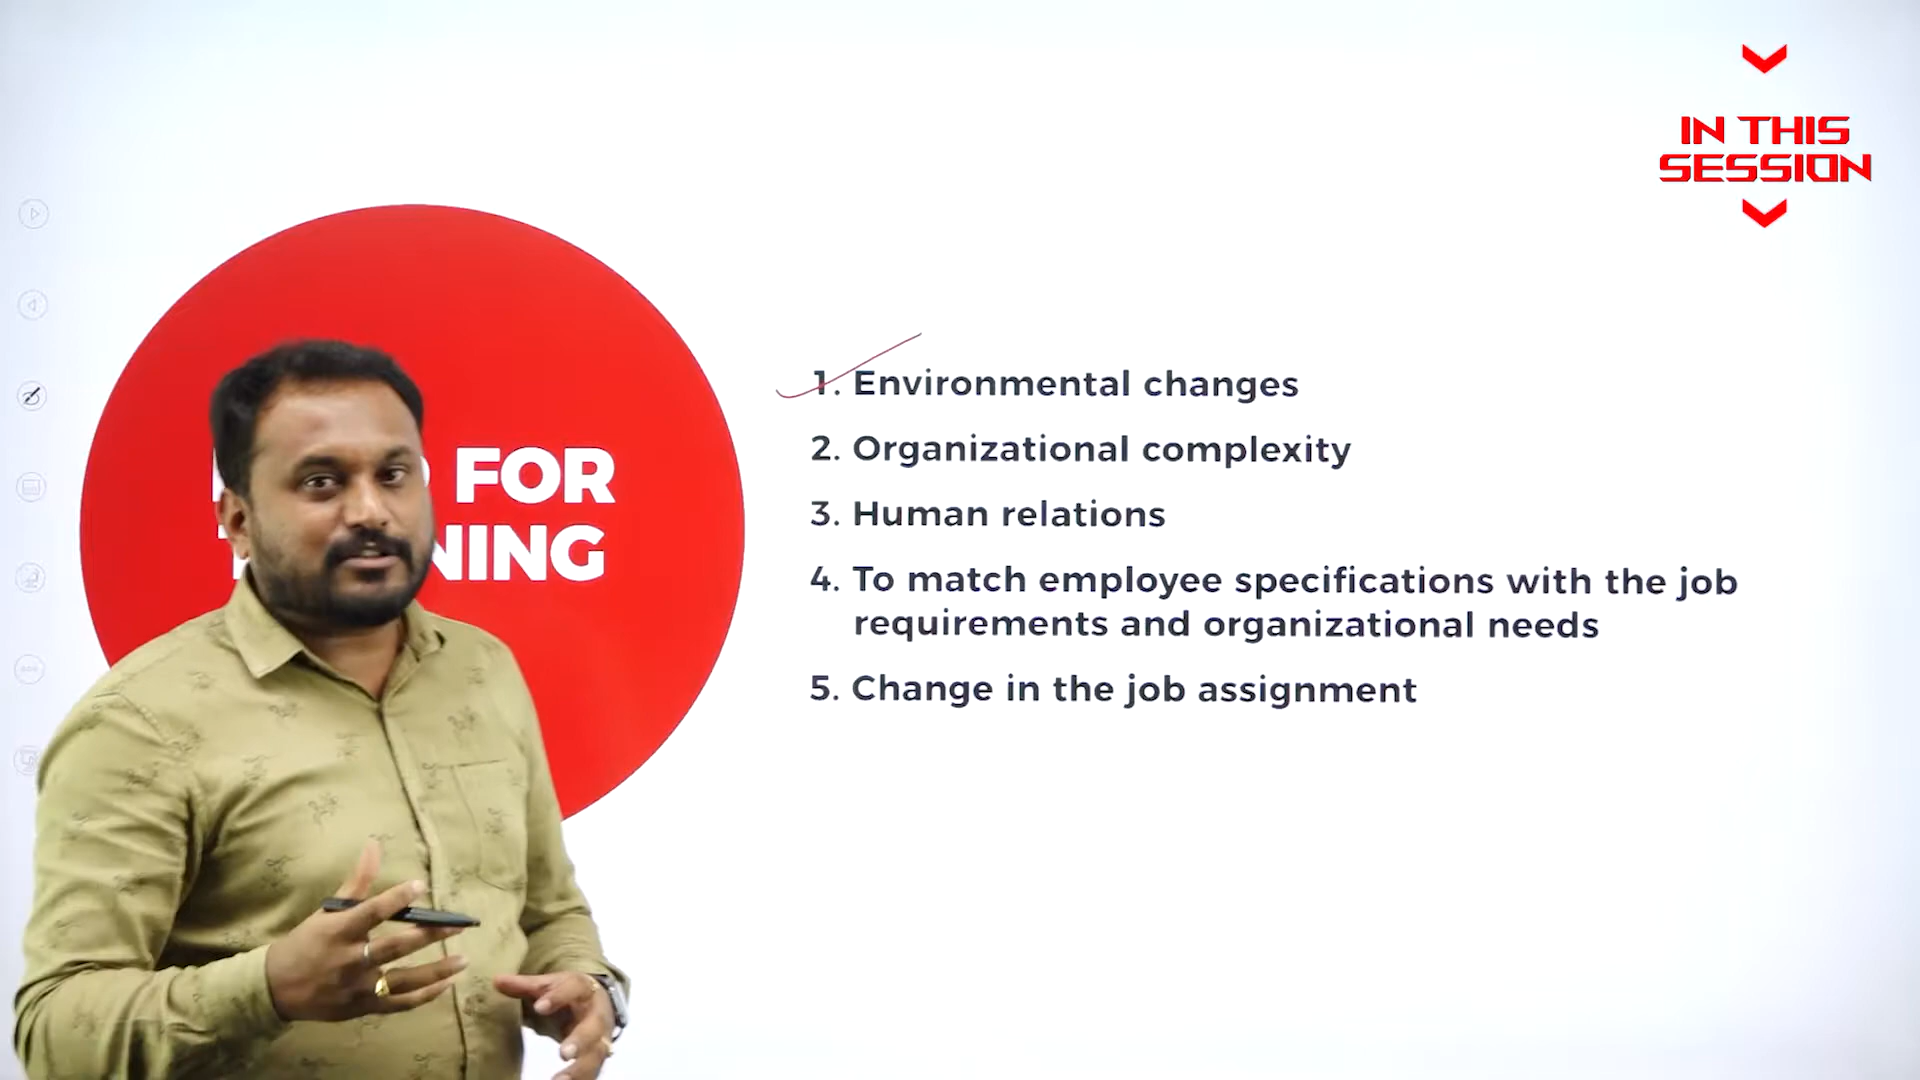 IN THIS
SESSION
FOR
NING
1. Environmental changes
2. Organizational complexity
3. Human relations
4. To match employee specifications with the job
requirements and organizational needs
5. Change in the job assignment